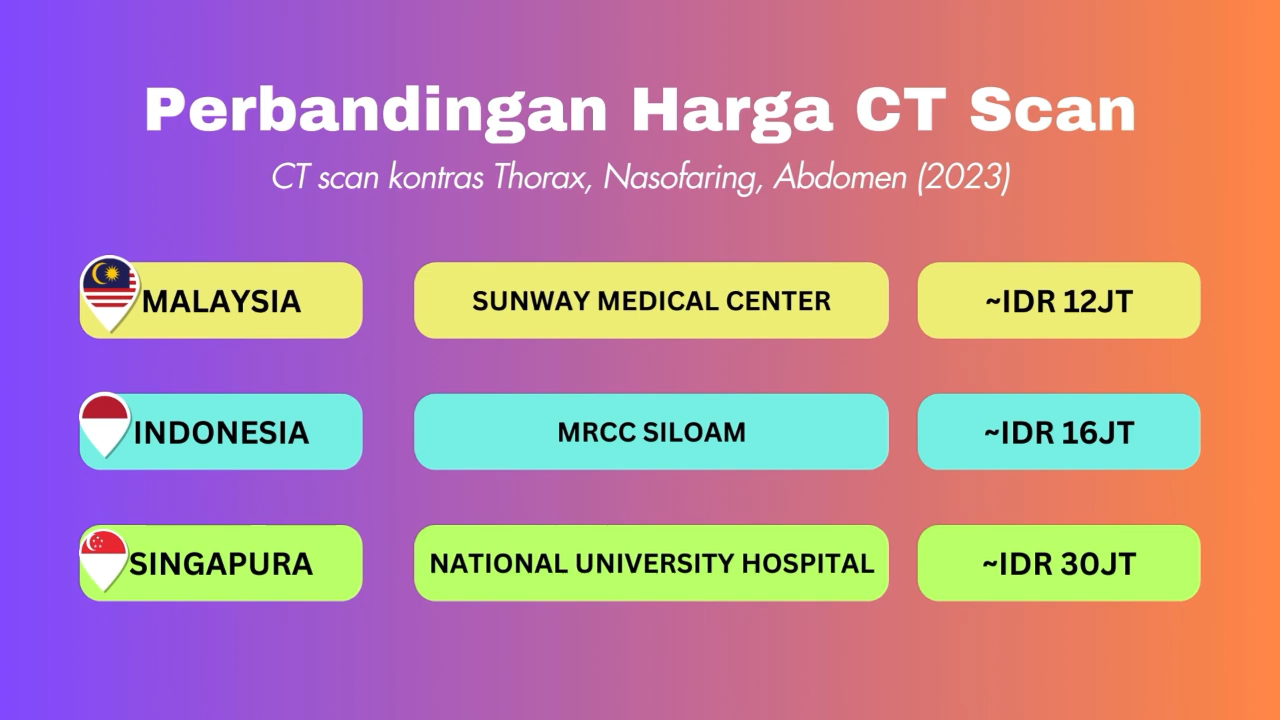 Perbandingan Harga CT Scan
CT scan kontras Thorax, Nasofaring, Abdomen (2023)
MALAYSIA SUNWAY MEDICAL CENTER ~IDR 12JT
INDONESIA MRCC SILOAM ~IDR 16JT
SINGAPURA NATIONAL UNIVERSITY HOSPITAL ~IDR 30JT